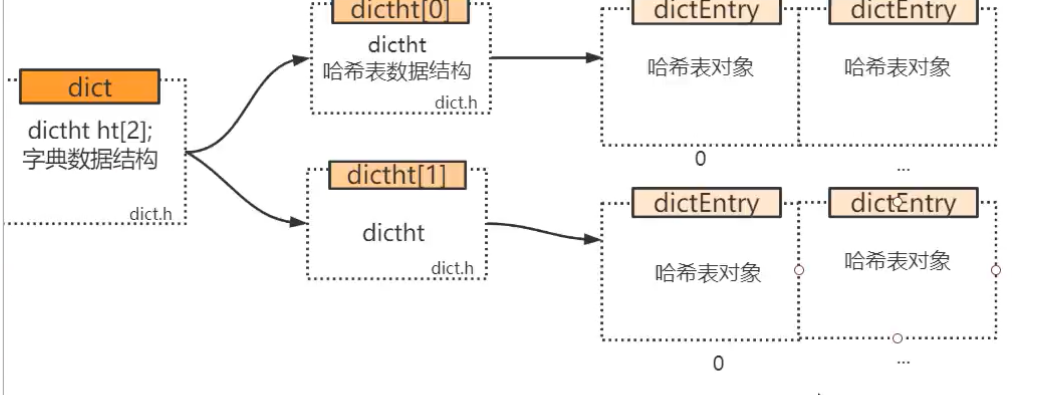 dict
dictht ht[2];
字典数据结构
dict.h
dictht[0]
dictht
哈希表数据结构
dict.h
dictht[1]
dictht
dict.h
dictEntry
哈希表对象
0
dictEntry
哈希表对象
...
dictEntry
哈希表对象
0
dictEntry
哈希表对象
...